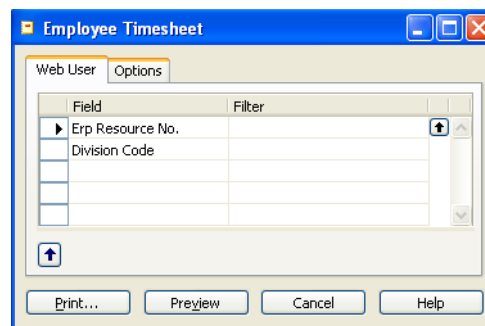 Employee Timesheet
Web User Options
Field Filter
Erp Resource No.
Division Code
Print... Preview Cancel Help